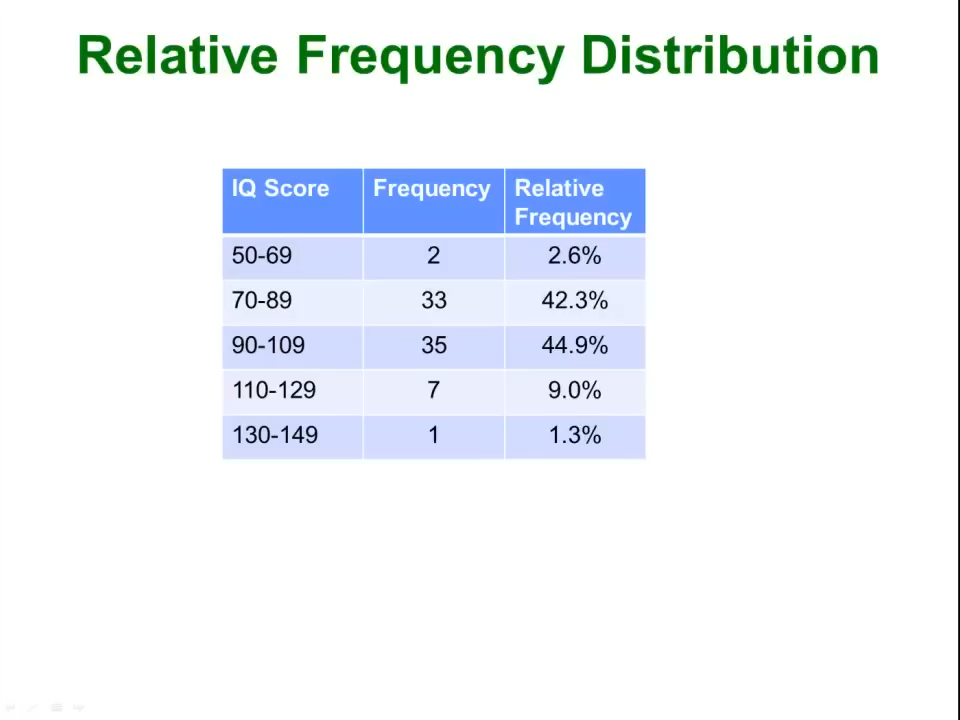 Relative Frequency Distribution
IQ Score Frequency Relative Frequency
50-69 2 2.6%
70-89 33 42.3%
90-109 35 44.9%
110-129 7 9.0%
130-149 1 1.3%